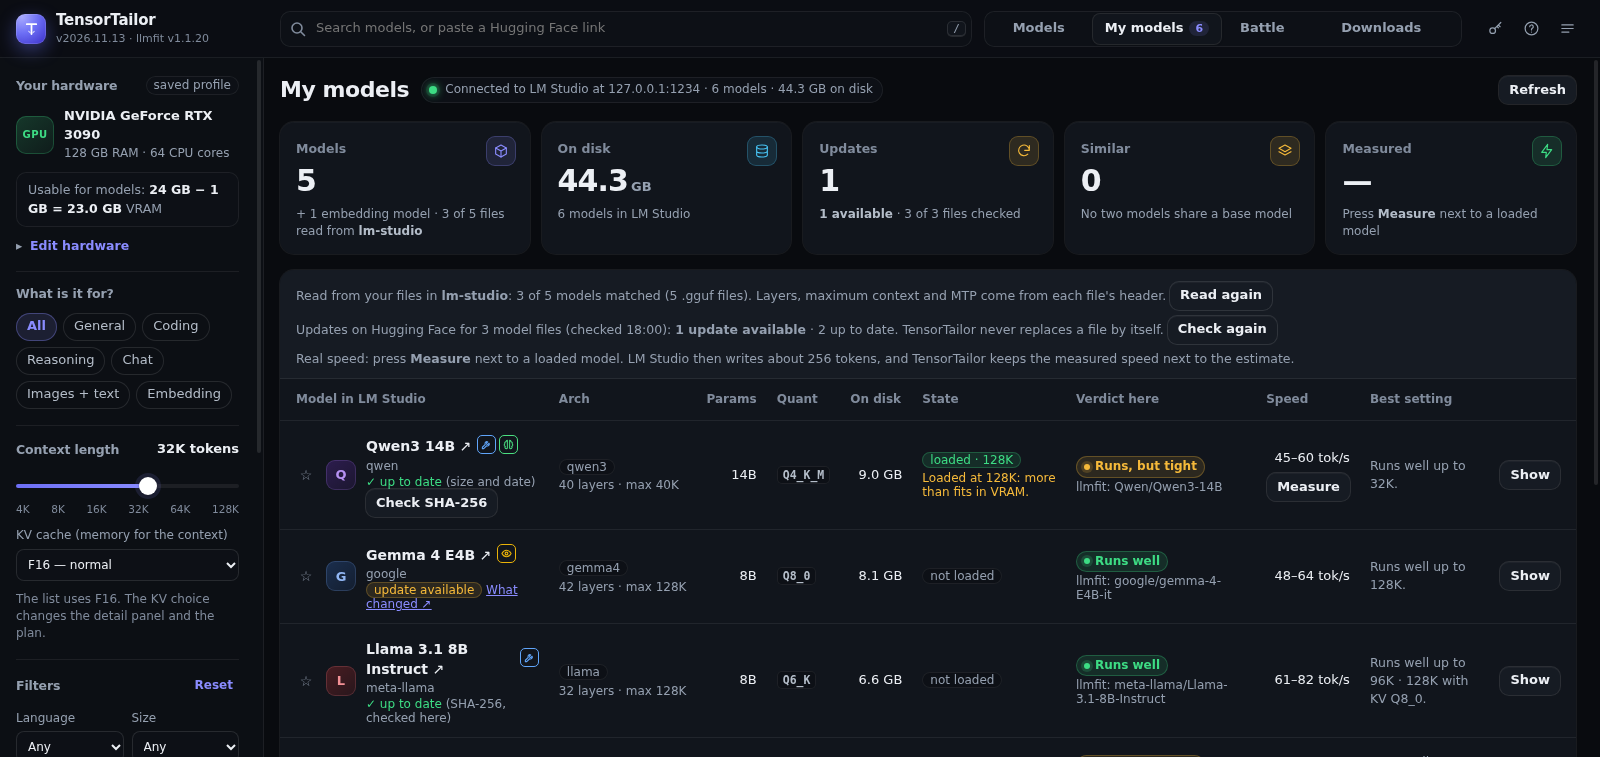 TensorTailor
v2026.11.13 · llmfit v1.1.20
Search models, or paste a Hugging Face link
/
Models
My models 6
Battle
Downloads
Your hardware
saved profile
GPU
NVIDIA GeForce RTX
3090
128 GB RAM · 64 CPU cores
Usable for models: 24 GB − 1
GB = 23.0 GB VRAM
▸ Edit hardware
What is it for?
All
General
Coding
Reasoning
Chat
Images + text
Embedding
Context length
32K tokens
4K 8K 16K 32K 64K 128K
KV cache (memory for the context)
F16 — normal
The list uses F16. The KV choice
changes the detail panel and the
plan.
Filters
Reset
Language
Size
Any
Any
My models
Connected to LM Studio at 127.0.0.1:1234 · 6 models · 44.3 GB on disk
Refresh
Models
5
+ 1 embedding model · 3 of 5 files
read from lm-studio
On disk
44.3 GB
6 models in LM Studio
Updates
1
1 available · 3 of 3 files checked
Similar
0
No two models share a base model
Measured
—
Press Measure next to a loaded
model
Read from your files in lm-studio: 3 of 5 models matched (5 .gguf files). Layers, maximum context and MTP come from each file's header. Read again
Updates on Hugging Face for 3 model files (checked 18:00): 1 update available · 2 up to date. TensorTailor never replaces a file by itself. Check again
Real speed: press Measure next to a loaded model. LM Studio then writes about 256 tokens, and TensorTailor keeps the measured speed next to the estimate.
Model in LM Studio
Arch
Params
Quant
On disk
State
Verdict here
Speed
Best setting
☆
Q
Qwen3 14B ↗
qwen
✓ up to date (size and date)
Check SHA-256
qwen3
40 layers · max 40K
14B
Q4_K_M
9.0 GB
loaded · 128K
Loaded at 128K: more
than fits in VRAM.
Runs, but tight
llmfit: Qwen/Qwen3-14B
45–60 tok/s
Measure
Runs well up to
32K.
Show
☆
G
Gemma 4 E4B ↗
google
update available What
changed ↗
gemma4
42 layers · max 128K
8B
Q8_0
8.1 GB
not loaded
Runs well
llmfit: google/gemma-4-
E4B-it
48–64 tok/s
Runs well up to
128K.
Show
☆
L
Llama 3.1 8B
Instruct ↗
meta-llama
✓ up to date (SHA-256,
checked here)
llama
32 layers · max 128K
8B
Q6_K
6.6 GB
not loaded
Runs well
llmfit: meta-llama/Llama-
3.1-8B-Instruct
61–82 tok/s
Runs well up to
96K · 128K with
KV Q8_0.
Show